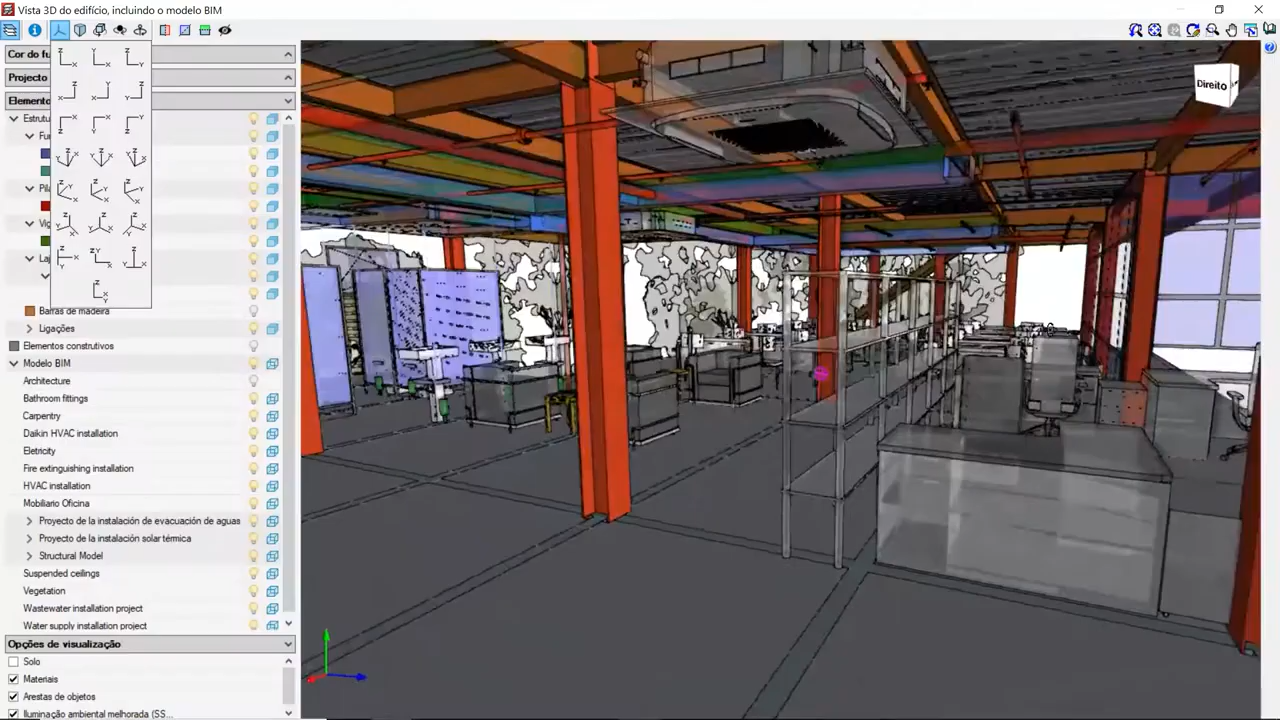 Vista 3D do edifício, incluindo o modelo BIM
Cor do fu
Projecto
Elemento
Estrutu
Fur
Pila
Vig
Laj
Barras de madeira
Ligações
Elementos construtivos
Modelo BIM
Architecture
Bathroom fittings
Carpentry
Daikin HVAC installation
Eletricity
Fire extinguishing installation
HVAC installation
Mobiliario Oficina
Proyecto de la instalación de evacuación de aguas
Proyecto de la instalación solar térmica
Structural Model
Suspended ceilings
Vegetation
Wastewater installation project
Water supply installation project
Opções de visualização
Solo
Materiais
Arestas de objetos
Iluminação ambiental melhorada (SS...
Direito